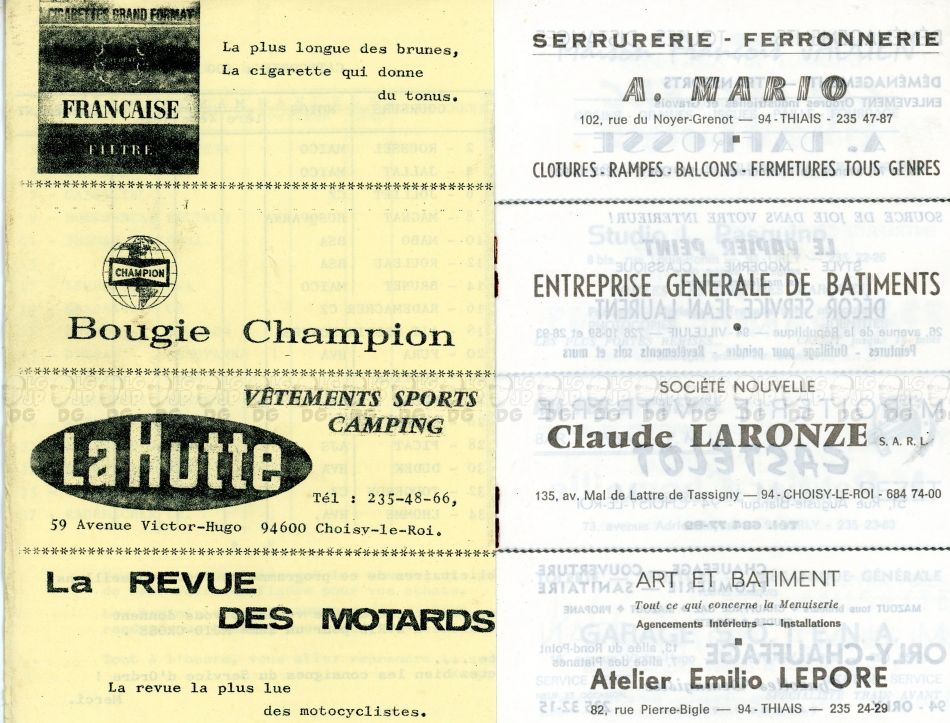 CIGARETTES GRAND FORMAT
FRANÇAISE
FILTRE
La plus longue des brunes,
La cigarette qui donne
du tonus.
CHAMPION
Bougie Champion
VÊTEMENTS SPORTS
CAMPING
La Hutte
Tél : 235-48-66,
59 Avenue Victor-Hugo 94600 Choisy-le-Roi.
La REVUE
DES MOTARDS
La revue la plus lue
des motocyclistes.
SERRURERIE - FERRONNERIE
A. MARIO
102, rue du Noyer-Grenot — 94-THIAIS - 235 47-87
CLOTURES - RAMPES - BALCONS - FERMETURES TOUS GENRES
ENTREPRISE GENERALE DE BATIMENTS
SOCIÉTÉ NOUVELLE
Claude LARONZE S.A.R.L.
135, av. Mal de Lattre de Tassigny — 94-CHOISY-LE-ROI - 684 74-00
ART ET BATIMENT
Tout ce qui concerne la Menuiserie
Agencements Intérieurs — Installations
Atelier Emilio LEPORE
82, rue Pierre-Bigle — 94-THIAIS — 235 24-29